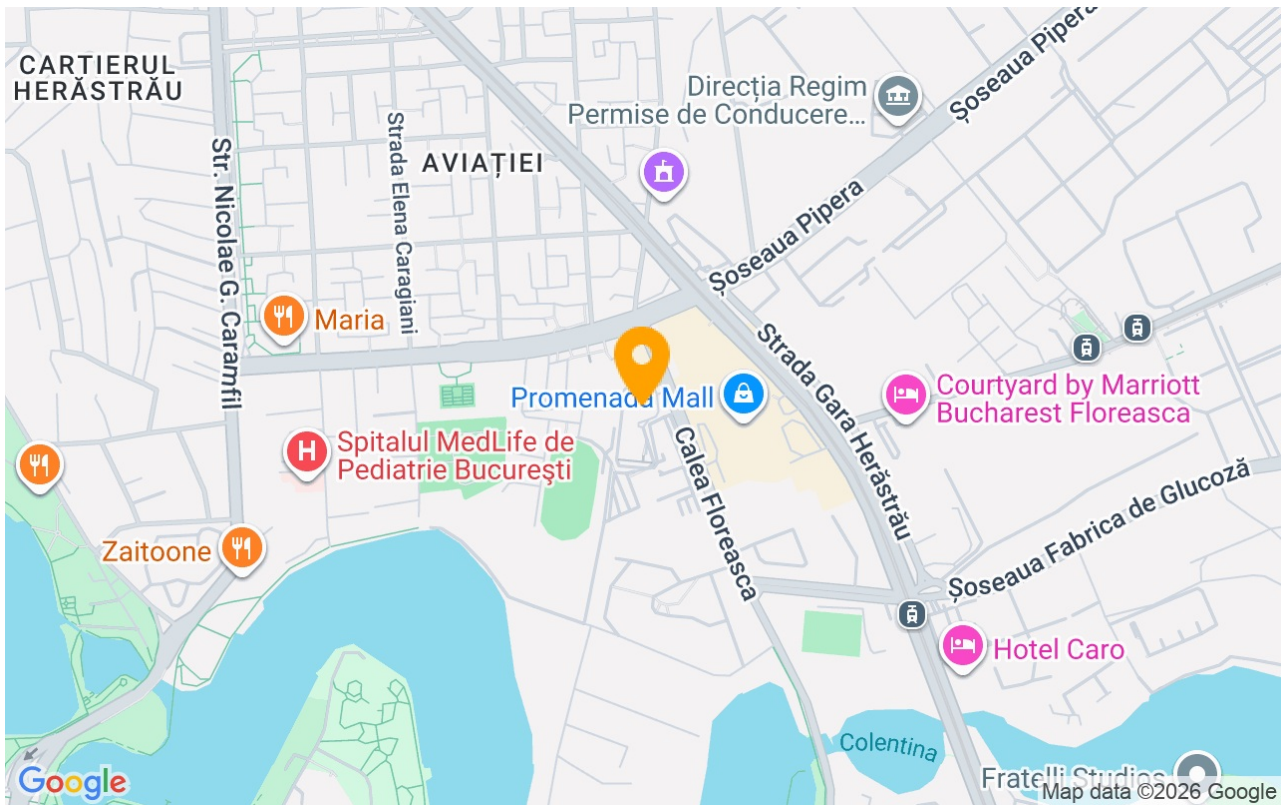 CARTIERUL
HERĂSTRĂU
Direcția Regim
Permise de Conducere...
Șoseaua Pipera
Strada Elena Caragiani
AVIAȚIEI
Str. Nicolae G. Caramfil
Șoseaua Pipera
Maria
Strada Gara Herăstrău
Promenada Mall
Courtyard by Marriott
Bucharest Floreasca
Spitalul MedLife de
Pediatrie București
H
Calea Floreasca
Șoseaua Fabrica de Glucoză
Zaitoone
Hotel Caro
Colentina
Fratelli Studios
Google
Map data ©2026 Google